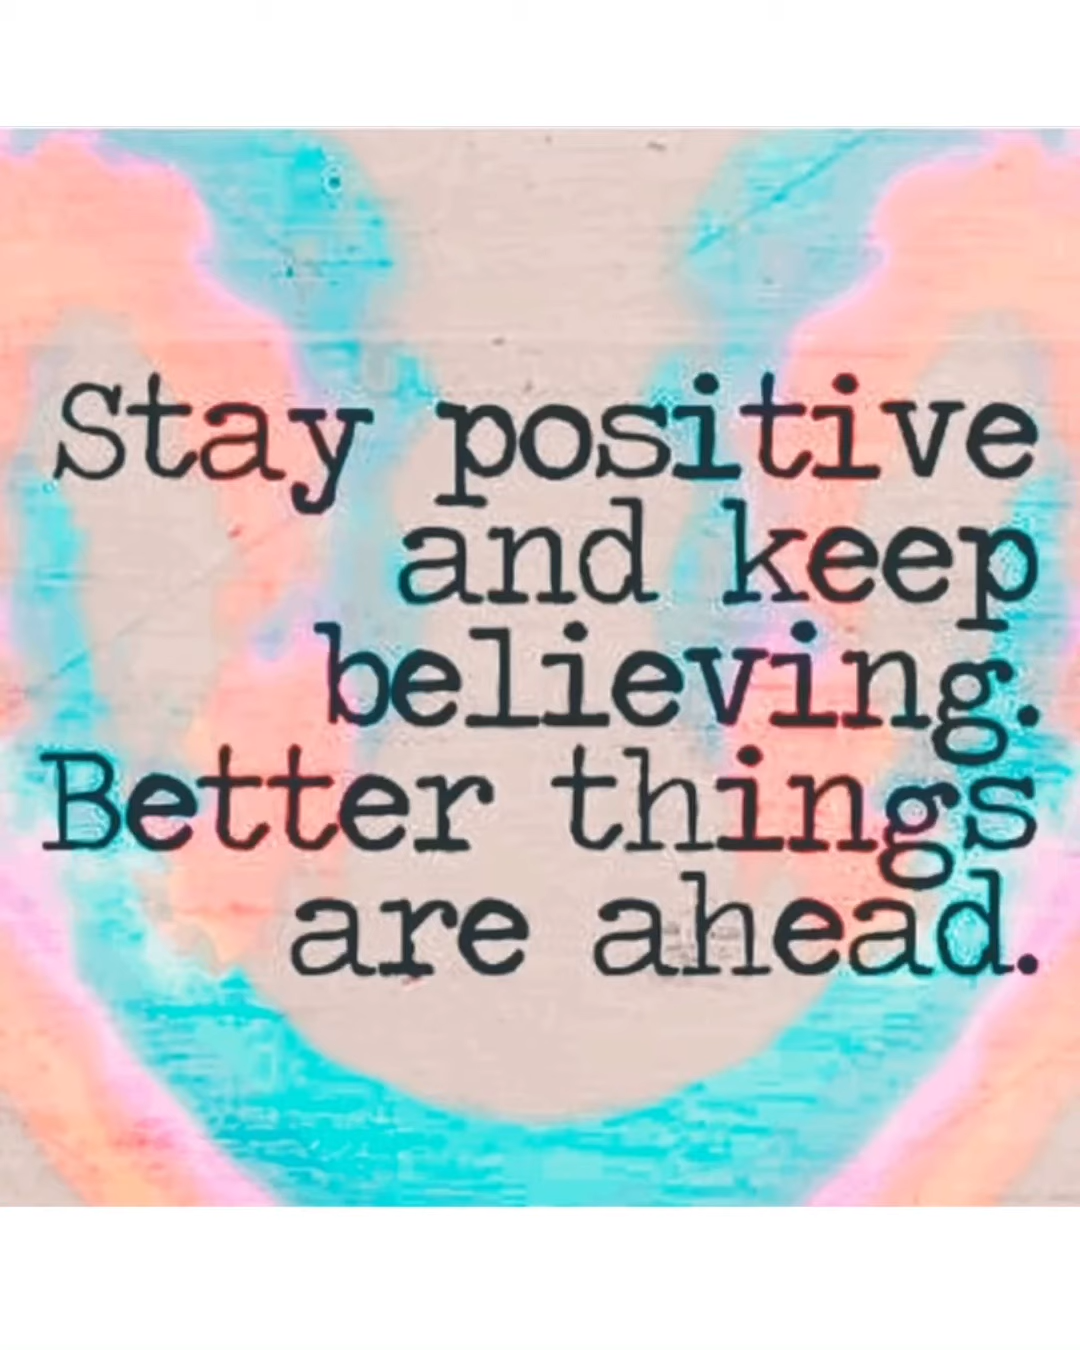 Stay positive
and keep
believing.
Better things
are ahead.